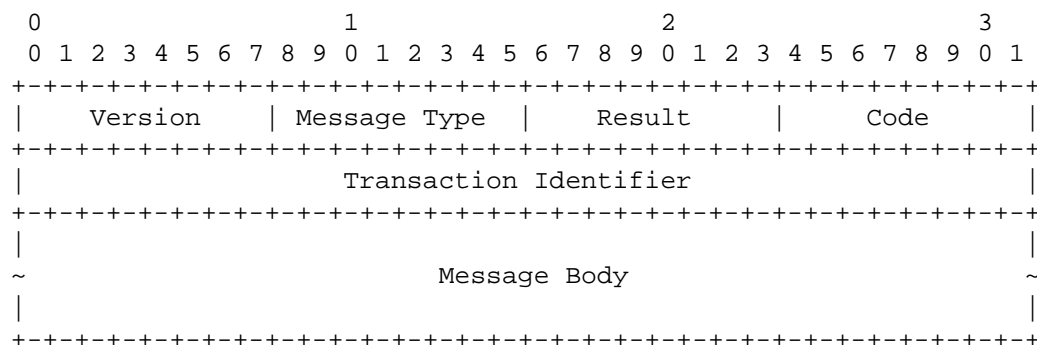 0                   1                   2                   3
 0 1 2 3 4 5 6 7 8 9 0 1 2 3 4 5 6 7 8 9 0 1 2 3 4 5 6 7 8 9 0 1
+-+-+-+-+-+-+-+-+-+-+-+-+-+-+-+-+-+-+-+-+-+-+-+-+-+-+-+-+-+-+-+-+
|    Version    | Message Type  |    Result     |     Code      |
+-+-+-+-+-+-+-+-+-+-+-+-+-+-+-+-+-+-+-+-+-+-+-+-+-+-+-+-+-+-+-+-+
|                    Transaction Identifier                     |
+-+-+-+-+-+-+-+-+-+-+-+-+-+-+-+-+-+-+-+-+-+-+-+-+-+-+-+-+-+-+-+-+
|                                                               |
~                          Message Body                         ~
|                                                               |
+-+-+-+-+-+-+-+-+-+-+-+-+-+-+-+-+-+-+-+-+-+-+-+-+-+-+-+-+-+-+-+-+